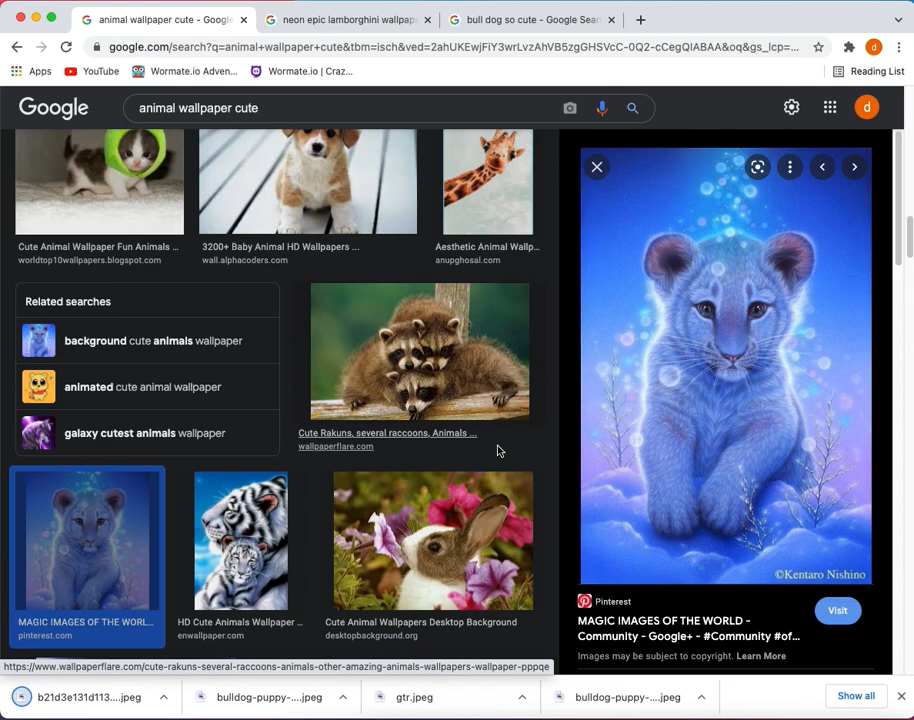 animal wallpaper cute - Google
neon epic lamborghini wallpap
bull dog so cute - Google Sear
google.com/search?q=animal+wallpaper+cute&tbm=isch&ved=2ahUKEwjFiY3wrLvzAhVB5zgGHSVcC-0Q2-cCegQIABAA&oq&gs_lcp=...
Apps
YouTube
Wormate.io Adven...
Wormate.io | Craz...
Reading List
Google
animal wallpaper cute
d
d
Cute Animal Wallpaper Fun Animals ...
worldtop10wallpapers.blogspot.com
3200+ Baby Animal HD Wallpapers ...
wall.alphacoders.com
Aesthetic Animal Wallp...
anupghosal.com
Related searches
background cute animals wallpaper
animated cute animal wallpaper
galaxy cutest animals wallpaper
Cute Rakuns, several raccoons, Animals ...
wallpaperflare.com
MAGIC IMAGES OF THE WORL...
pinterest.com
HD Cute Animals Wallpaper ...
enwallpaper.com
Cute Animal Wallpapers Desktop Background
desktopbackground.org
©Kentaro Nishino
Pinterest
MAGIC IMAGES OF THE WORLD -
Community - Google+ - #Community #of...
Visit
Images may be subject to copyright. Learn More
https://www.wallpaperflare.com/cute-rakuns-several-raccoons-animals-other-amazing-animals-wallpapers-wallpaper-pppqe
b21d3e131d113....jpeg
bulldog-puppy-....jpeg
gtr.jpeg
bulldog-puppy-....jpeg
Show all